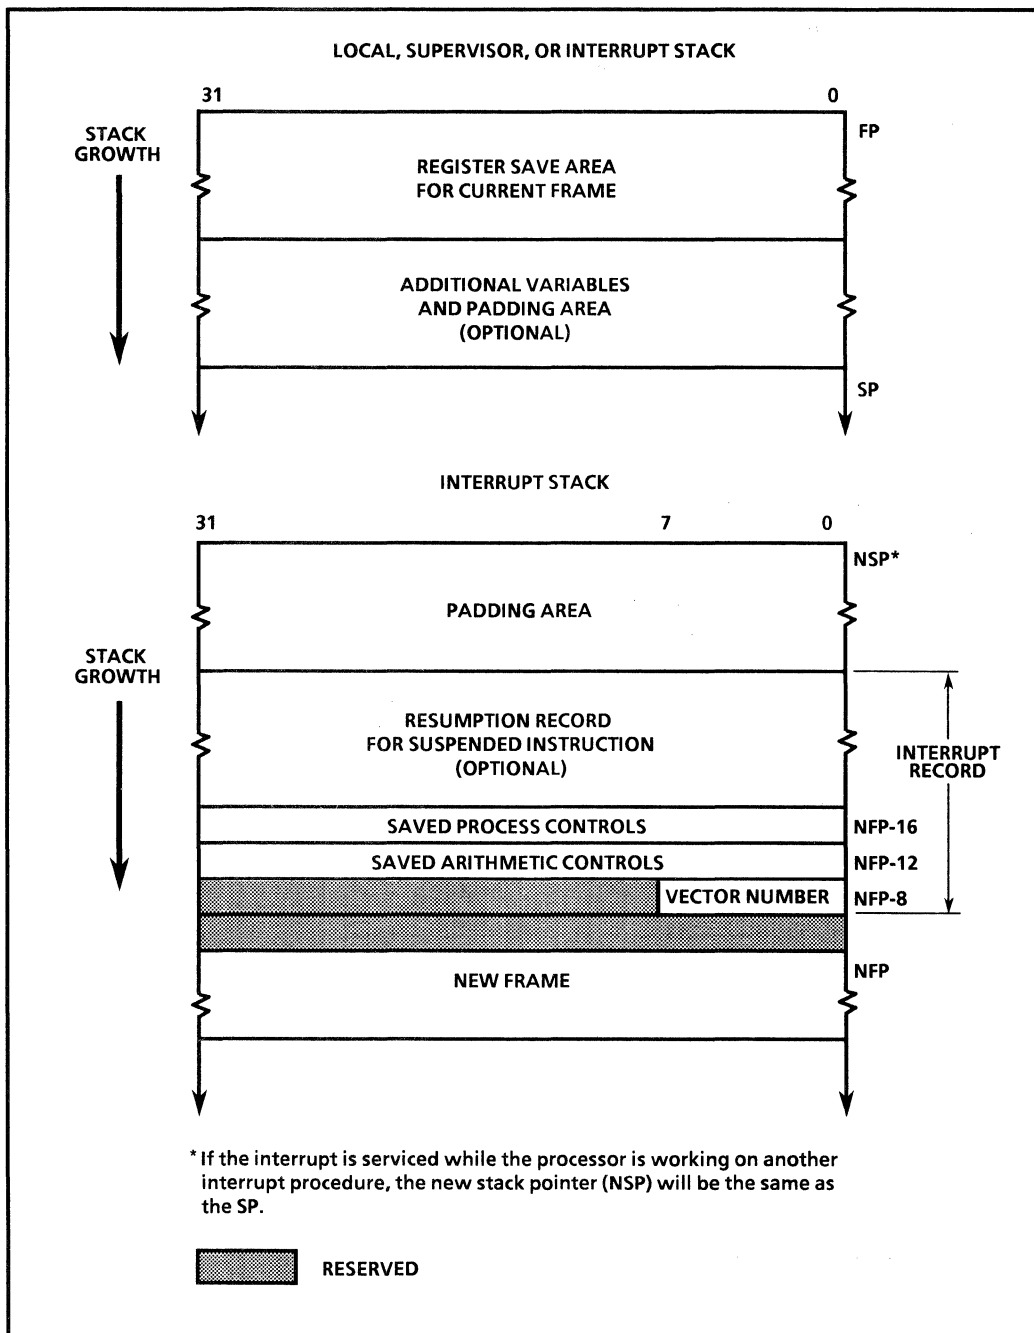 LOCAL, SUPERVISOR, OR INTERRUPT STACK
31 0
STACK
GROWTH
FP
REGISTER SAVE AREA
FOR CURRENT FRAME
ADDITIONAL VARIABLES
AND PADDING AREA
(OPTIONAL)
SP
INTERRUPT STACK
31 7 0
NSP*
PADDING AREA
STACK
GROWTH
RESUMPTION RECORD
FOR SUSPENDED INSTRUCTION
(OPTIONAL)
INTERRUPT
RECORD
SAVED PROCESS CONTROLS NFP-16
SAVED ARITHMETIC CONTROLS NFP-12
VECTOR NUMBER NFP-8
NFP
NEW FRAME
* If the interrupt is serviced while the processor is working on another
interrupt procedure, the new stack pointer (NSP) will be the same as
the SP.
RESERVED